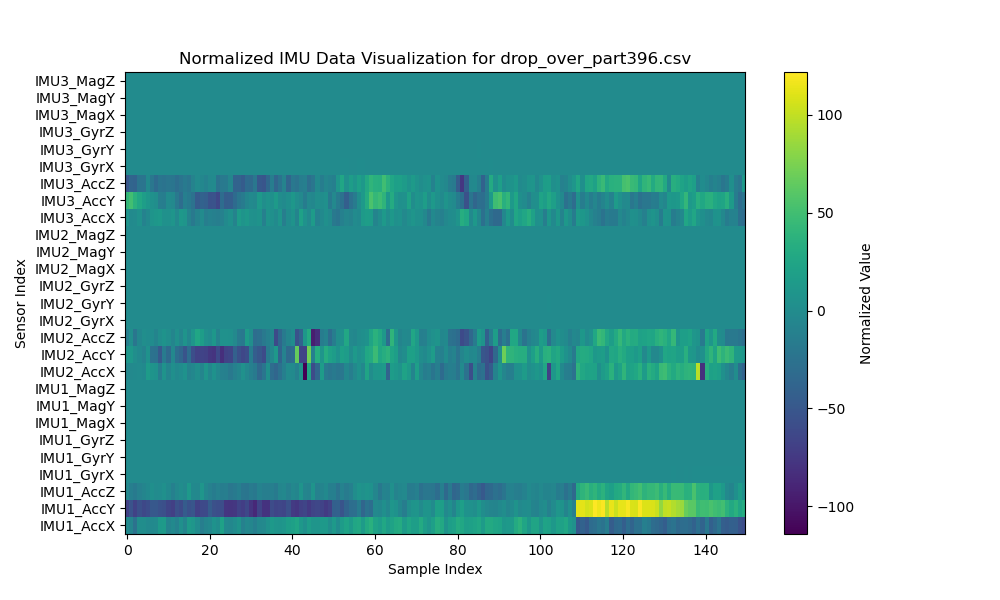 Normalized IMU Data Visualization for drop_over_part396.csv
IMU3_MagZ
IMU3_MagY
IMU3_MagX
IMU3_GyrZ
IMU3_GyrY
IMU3_GyrX
IMU3_AccZ
IMU3_AccY
IMU3_AccX
IMU2_MagZ
IMU2_MagY
IMU2_MagX
IMU2_GyrZ
IMU2_GyrY
IMU2_GyrX
IMU2_AccZ
IMU2_AccY
IMU2_AccX
IMU1_MagZ
IMU1_MagY
IMU1_MagX
IMU1_GyrZ
IMU1_GyrY
IMU1_GyrX
IMU1_AccZ
IMU1_AccY
IMU1_AccX
Sensor Index
0 20 40 60 80 100 120 140
Sample Index
100
50
0
−50
−100
Normalized Value